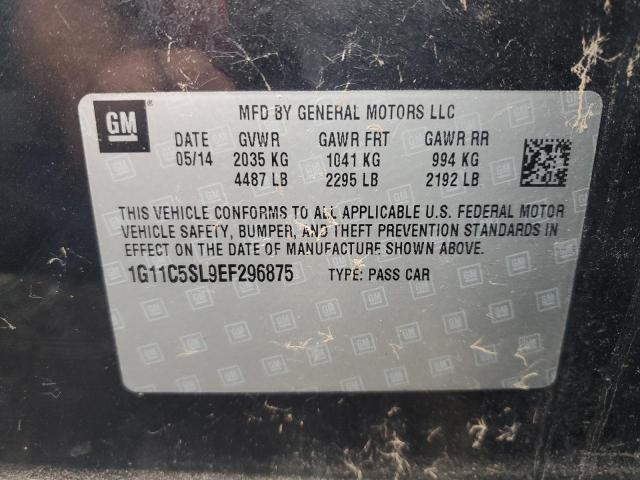 GM ®
MFD BY GENERAL MOTORS LLC
DATE GVWR GAWR FRT GAWR RR
05/14 2035 KG 1041 KG 994 KG
4487 LB 2295 LB 2192 LB
THIS VEHICLE CONFORMS TO ALL APPLICABLE U.S. FEDERAL MOTOR
VEHICLE SAFETY, BUMPER, AND THEFT PREVENTION STANDARDS IN
EFFECT ON THE DATE OF MANUFACTURE SHOWN ABOVE.
1G11C5SL9EF296875 TYPE: PASS CAR